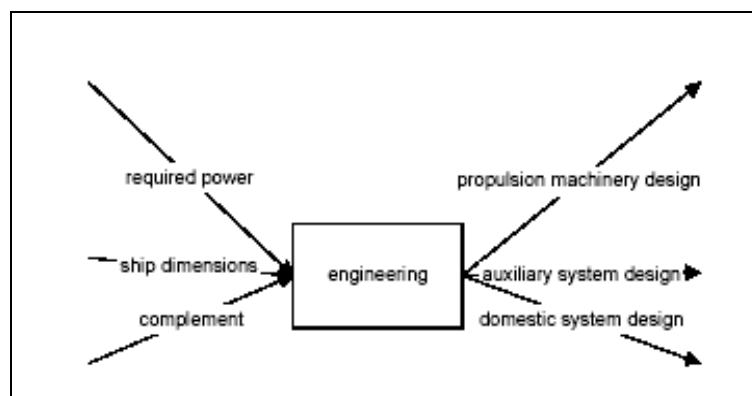 required power
propulsion machinery design
ship dimensions
engineering
auxiliary system design
complement
domestic system design